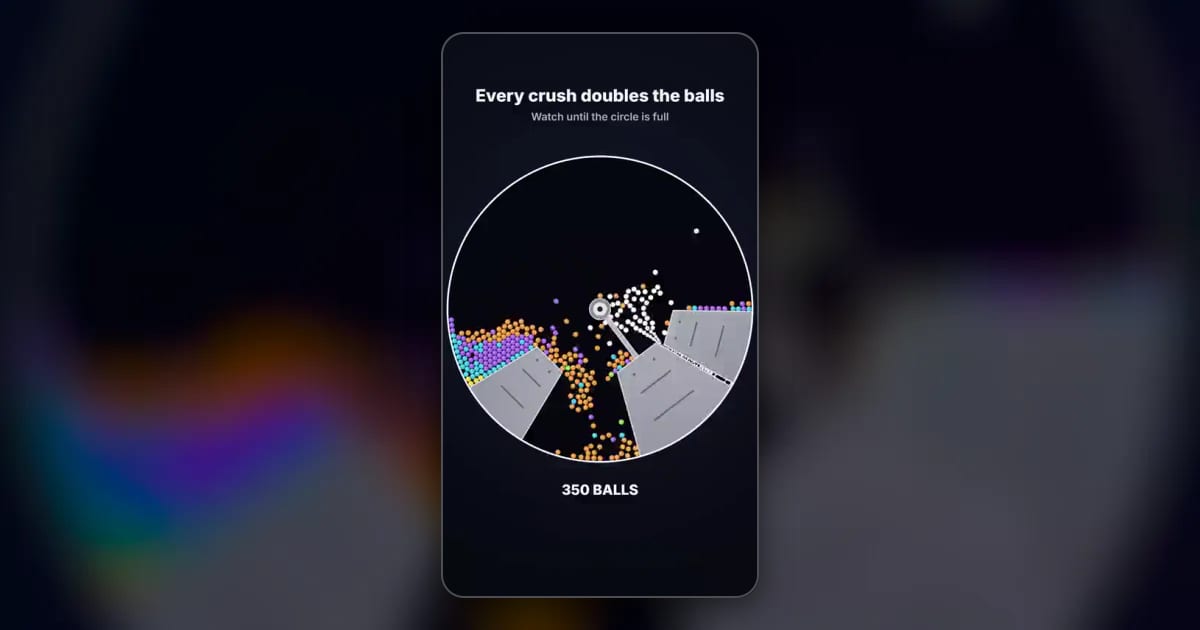 Every crush doubles the balls
Watch until the circle is full
350 BALLS